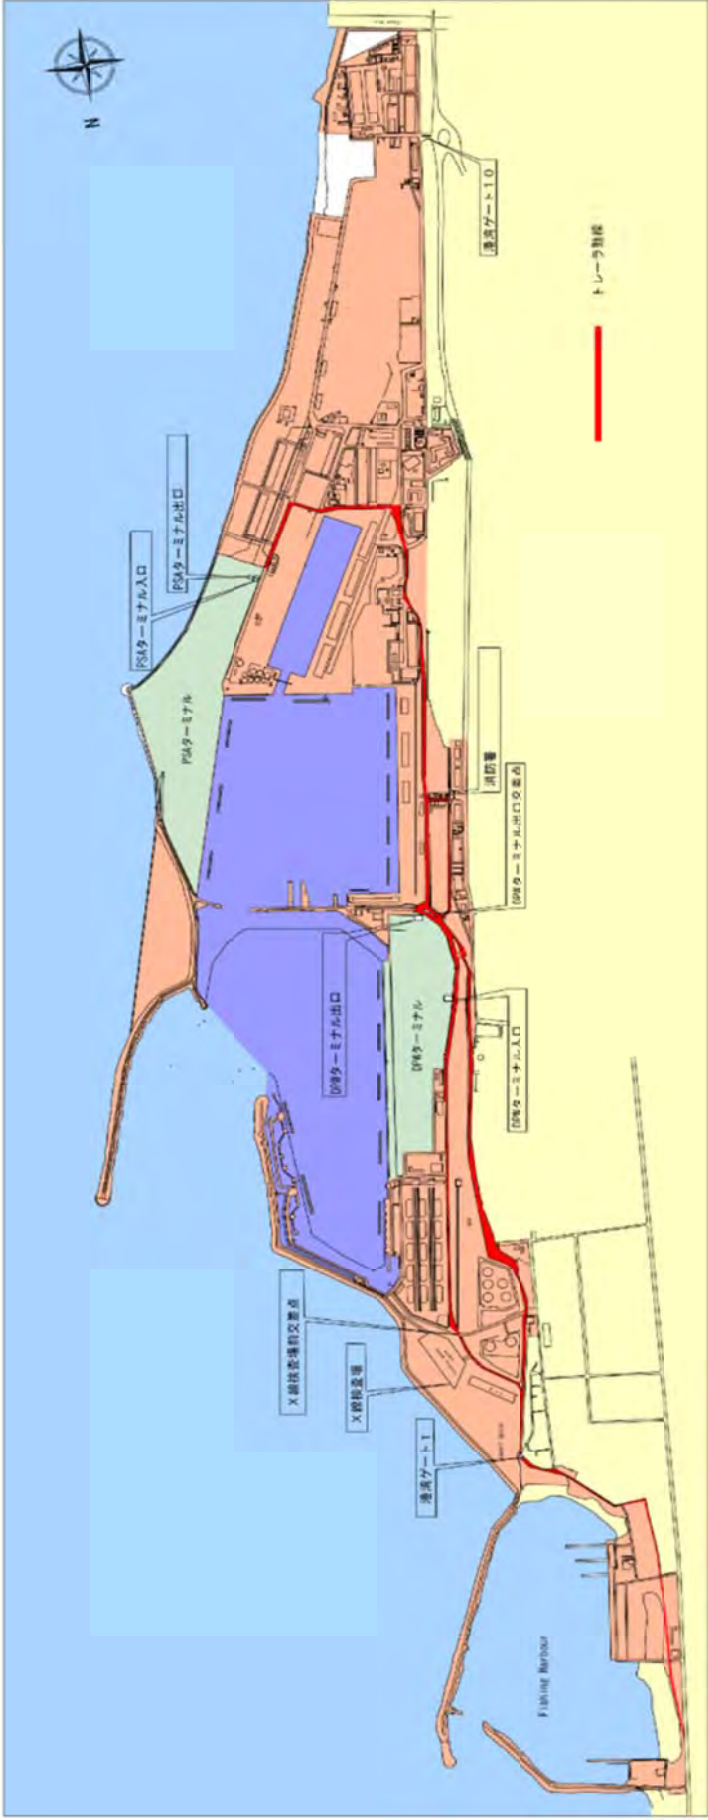 N
港湾ゲート10
トレーラ動線
PSAターミナル出口
PSAターミナル入口
PSAターミナル
消防署
DPWターミナル出口交差点
DPWターミナル出口
DPWターミナル
DPWターミナル入口
X線検査場前交差点
X線検査場
港湾ゲート1
Fishing Harbour